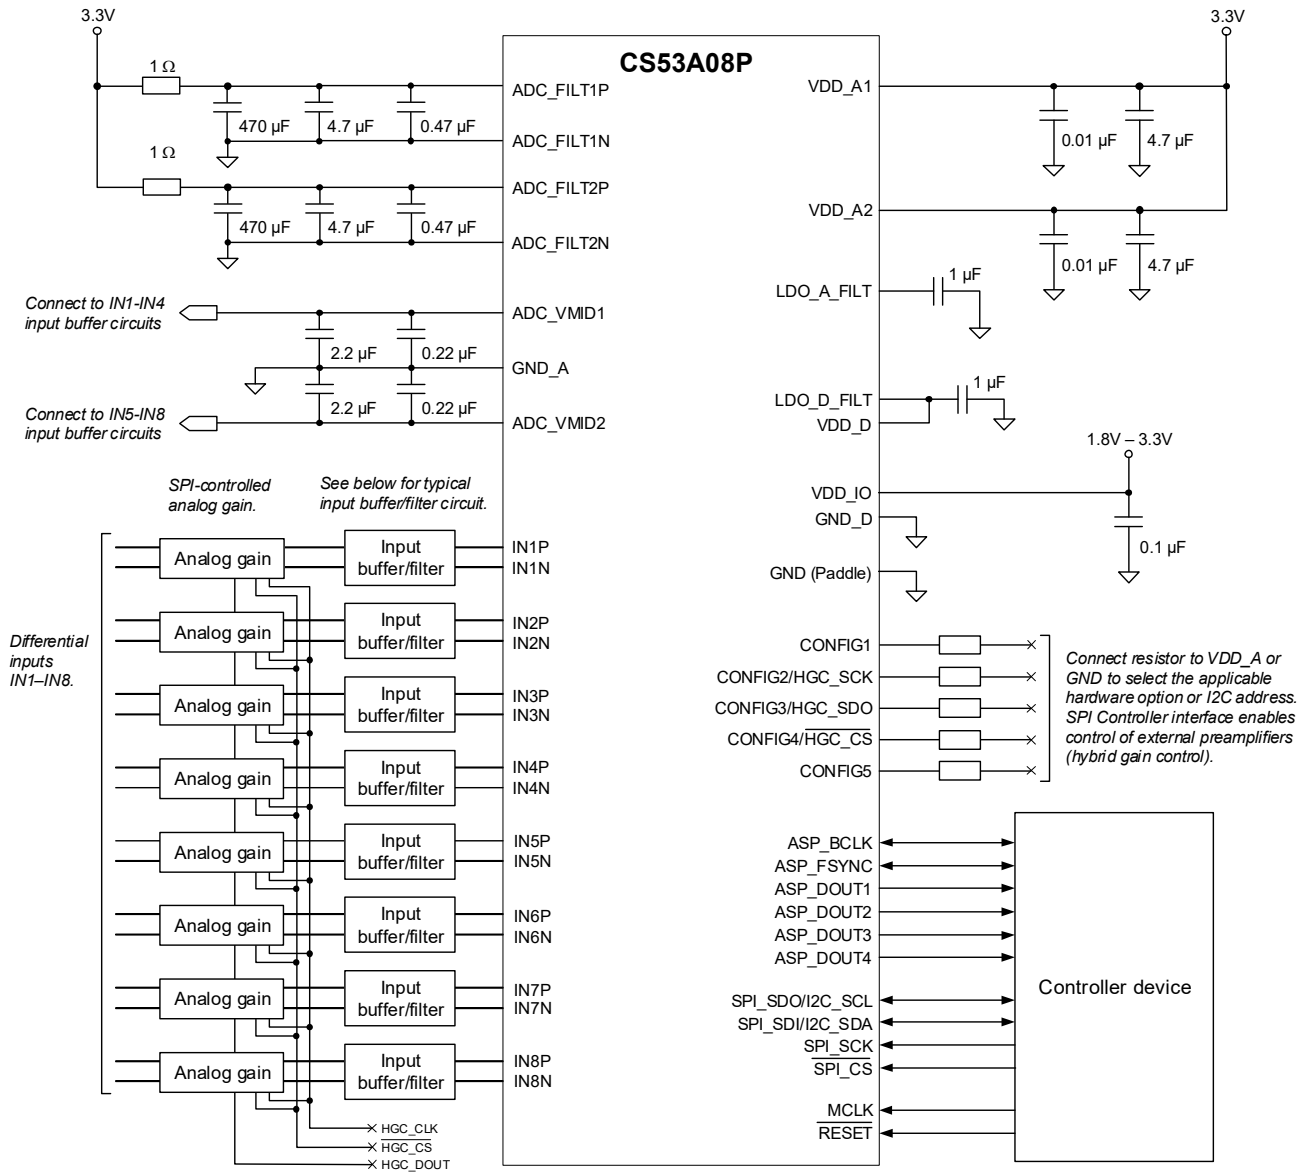 3.3V
3.3V
CS53A08P
1 Ω
ADC_FILT1P
VDD_A1
470 µF
4.7 µF
0.47 µF
0.01 µF
4.7 µF
ADC_FILT1N
1 Ω
ADC_FILT2P
VDD_A2
470 µF
4.7 µF
0.47 µF
ADC_FILT2N
0.01 µF
4.7 µF
1 µF
LDO_A_FILT
Connect to IN1-IN4
input buffer circuits
ADC_VMID1
2.2 µF
0.22 µF
GND_A
1 µF
LDO_D_FILT
VDD_D
2.2 µF
0.22 µF
Connect to IN5-IN8
input buffer circuits
ADC_VMID2
1.8V – 3.3V
SPI-controlled
analog gain.
See below for typical
input buffer/filter circuit.
VDD_IO
GND_D
0.1 µF
GND (Paddle)
Differential
inputs
IN1–IN8.
Analog gain
Input
buffer/filter
IN1P
IN1N
Analog gain
Input
buffer/filter
IN2P
IN2N
Analog gain
Input
buffer/filter
IN3P
IN3N
Analog gain
Input
buffer/filter
IN4P
IN4N
Analog gain
Input
buffer/filter
IN5P
IN5N
Analog gain
Input
buffer/filter
IN6P
IN6N
Analog gain
Input
buffer/filter
IN7P
IN7N
Analog gain
Input
buffer/filter
IN8P
IN8N
HGC_CLK
HGC_CS
HGC_DOUT
CONFIG1
CONFIG2/HGC_SCK
CONFIG3/HGC_SDO
CONFIG4/HGC_CS
CONFIG5
Connect resistor to VDD_A or
GND to select the applicable
hardware option or I2C address.
SPI Controller interface enables
control of external preamplifiers
(hybrid gain control).
ASP_BCLK
ASP_FSYNC
ASP_DOUT1
ASP_DOUT2
ASP_DOUT3
ASP_DOUT4
SPI_SDO/I2C_SCL
SPI_SDI/I2C_SDA
SPI_SCK
SPI_CS
MCLK
RESET
Controller device